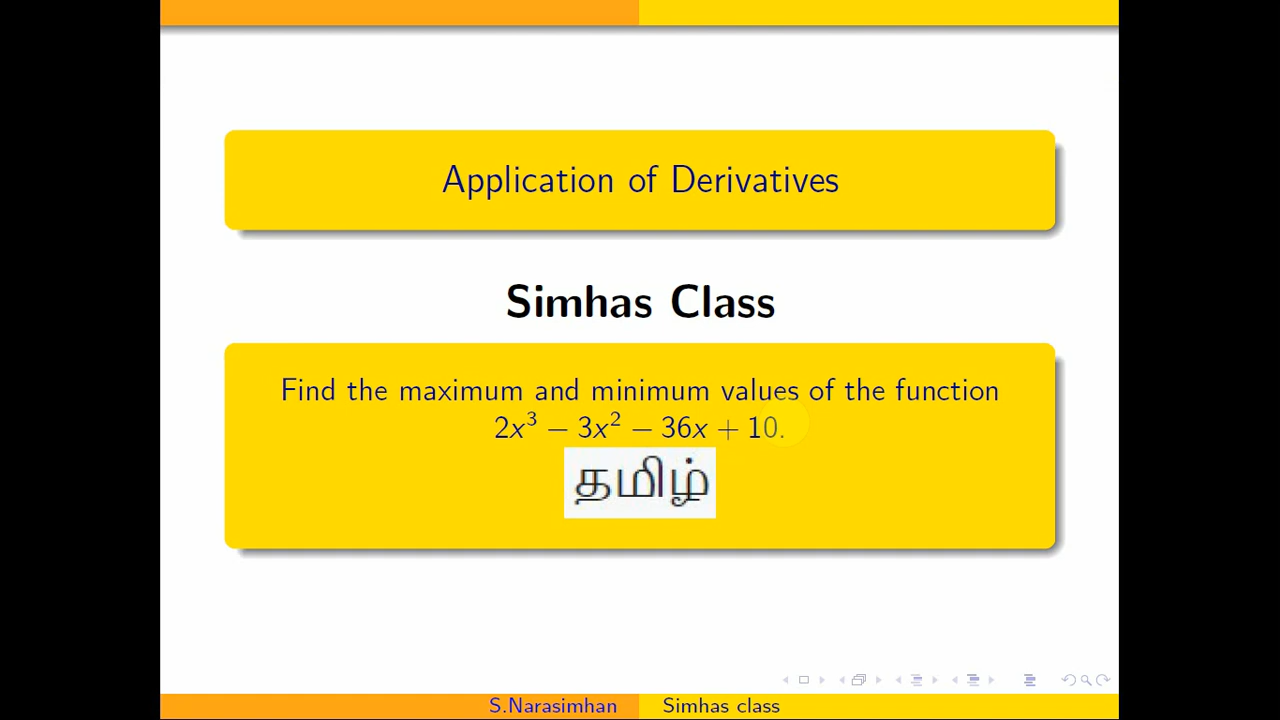 Application of Derivatives
Simhas Class
Find the maximum and minimum values of the function
2x³ − 3x² − 36x + 10.
தமிழ்
S.Narasimhan Simhas class